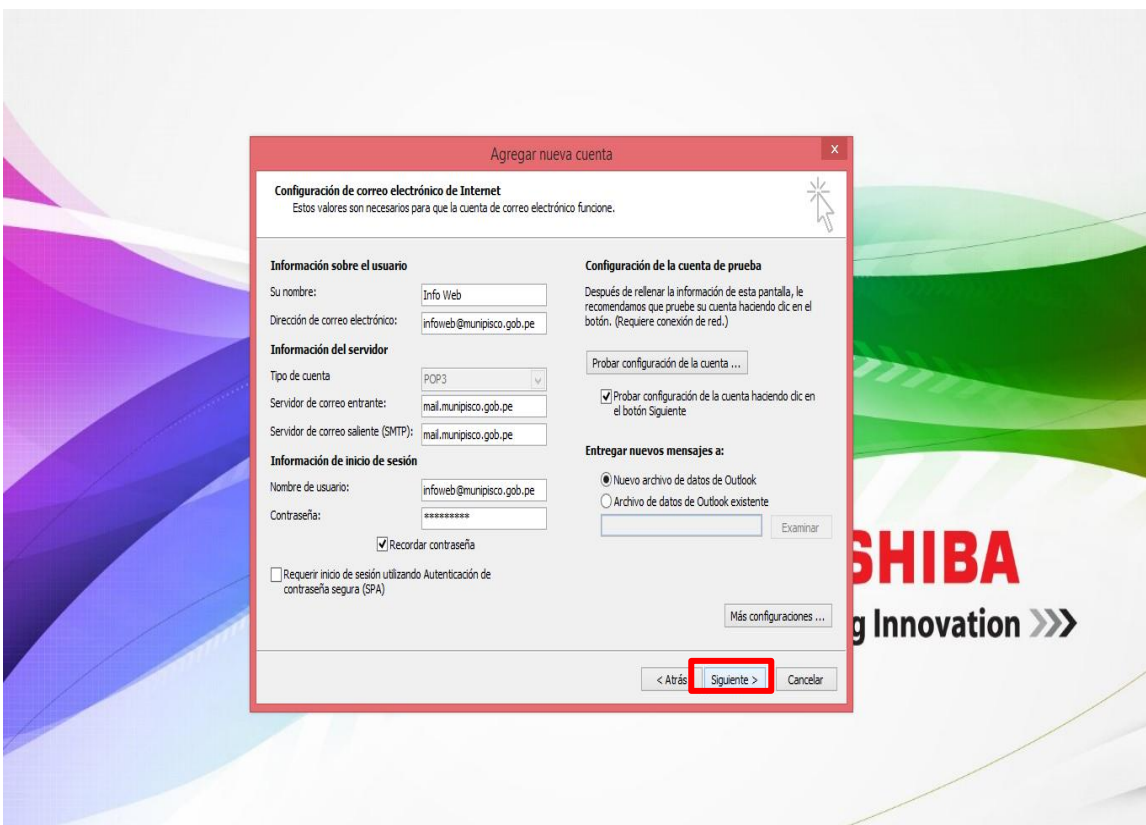 Agregar nueva cuenta
x
Configuración de correo electrónico de Internet
Estos valores son necesarios para que la cuenta de correo electrónico funcione.
Información sobre el usuario
Su nombre:
Info Web
Dirección de correo electrónico:
infoweb@munipisco.gob.pe
Información del servidor
Tipo de cuenta
POP3
Servidor de correo entrante:
mail.munipisco.gob.pe
Servidor de correo saliente (SMTP):
mail.munipisco.gob.pe
Información de inicio de sesión
Nombre de usuario:
infoweb@munipisco.gob.pe
Contraseña:
*********
Recordar contraseña
Requerir inicio de sesión utilizando Autenticación de
contraseña segura (SPA)
Configuración de la cuenta de prueba
Después de rellenar la información de esta pantalla, le
recomendamos que pruebe su cuenta haciendo clic en el
botón. (Requiere conexión de red.)
Probar configuración de la cuenta ...
Probar configuración de la cuenta haciendo clic en
el botón Siguiente
Entregar nuevos mensajes a:
Nuevo archivo de datos de Outlook
Archivo de datos de Outlook existente
Examinar
Más configuraciones ...
< Atrás
Siguiente >
Cancelar
SHIBA
g Innovation >>>